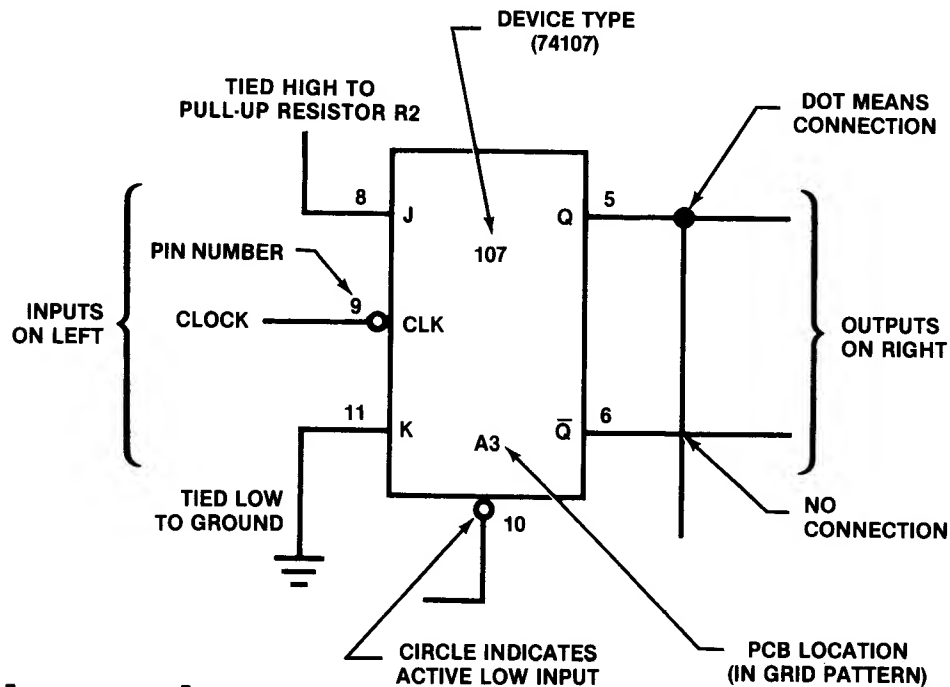 DEVICE TYPE
(74107)
TIED HIGH TO
PULL-UP RESISTOR R2
DOT MEANS
CONNECTION
8
J
Q
5
107
PIN NUMBER
9
INPUTS
ON LEFT
CLOCK
CLK
OUTPUTS
ON RIGHT
11
K
Q̅
6
A3
TIED LOW
TO GROUND
10
NO
CONNECTION
CIRCLE INDICATES
ACTIVE LOW INPUT
PCB LOCATION
(IN GRID PATTERN)